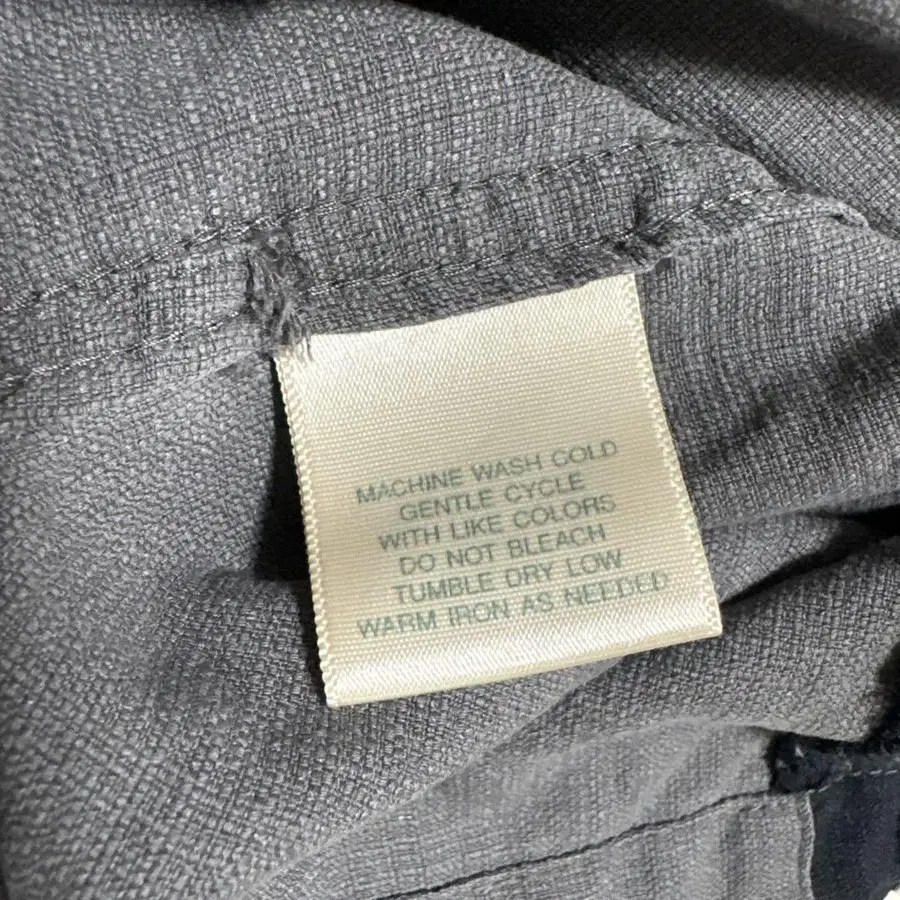 MACHINE WASH COLD
GENTLE CYCLE
WITH LIKE COLORS
DO NOT BLEACH
TUMBLE DRY LOW
WARM IRON AS NEEDED